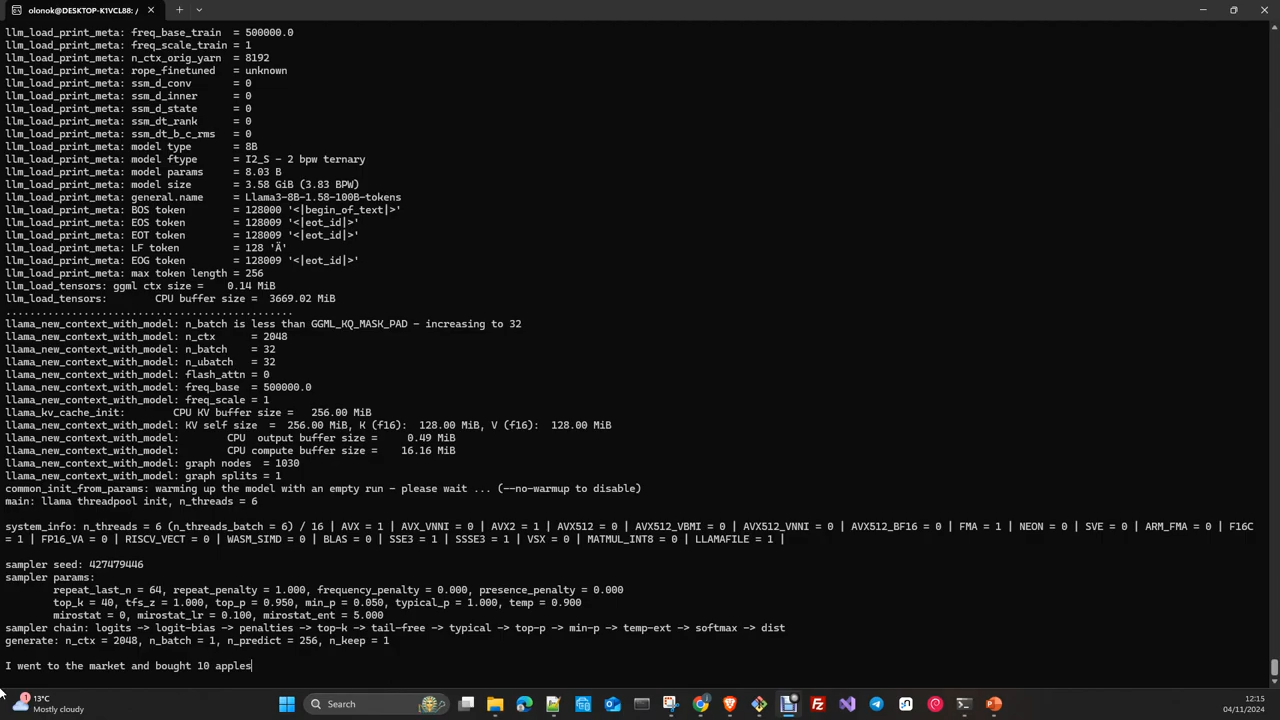 olonok@DESKTOP-K1VCL88: /
llm_load_print_meta: freq_base_train  = 500000.0
llm_load_print_meta: freq_scale_train = 1
llm_load_print_meta: n_ctx_orig_yarn  = 8192
llm_load_print_meta: rope_finetuned   = unknown
llm_load_print_meta: ssm_d_conv       = 0
llm_load_print_meta: ssm_d_inner      = 0
llm_load_print_meta: ssm_d_state      = 0
llm_load_print_meta: ssm_dt_rank      = 0
llm_load_print_meta: ssm_dt_b_c_rms   = 0
llm_load_print_meta: model type       = 8B
llm_load_print_meta: model ftype      = I2_S - 2 bpw ternary
llm_load_print_meta: model params     = 8.03 B
llm_load_print_meta: model size       = 3.58 GiB (3.83 BPW)
llm_load_print_meta: general.name     = Llama3-8B-1.58-100B-tokens
llm_load_print_meta: BOS token        = 128000 '<|begin_of_text|>'
llm_load_print_meta: EOS token        = 128009 '<|eot_id|>'
llm_load_print_meta: EOT token        = 128009 '<|eot_id|>'
llm_load_print_meta: LF token         = 128 'Ä'
llm_load_print_meta: EOG token        = 128009 '<|eot_id|>'
llm_load_print_meta: max token length = 256
llm_load_tensors: ggml ctx size =    0.14 MiB
llm_load_tensors:        CPU buffer size =  3669.02 MiB
................................................
llama_new_context_with_model: n_batch is less than GGML_KQ_MASK_PAD - increasing to 32
llama_new_context_with_model: n_ctx      = 2048
llama_new_context_with_model: n_batch    = 32
llama_new_context_with_model: n_ubatch   = 32
llama_new_context_with_model: flash_attn = 0
llama_new_context_with_model: freq_base  = 500000.0
llama_new_context_with_model: freq_scale = 1
llama_kv_cache_init:        CPU KV buffer size =   256.00 MiB
llama_new_context_with_model: KV self size  =  256.00 MiB, K (f16):  128.00 MiB, V (f16):  128.00 MiB
llama_new_context_with_model:        CPU  output buffer size =     0.49 MiB
llama_new_context_with_model:        CPU compute buffer size =    16.16 MiB
llama_new_context_with_model: graph nodes  = 1030
llama_new_context_with_model: graph splits = 1
common_init_from_params: warming up the model with an empty run - please wait ... (--no-warmup to disable)
main: llama threadpool init, n_threads = 6
system_info: n_threads = 6 (n_threads_batch = 6) / 16 | AVX = 1 | AVX_VNNI = 0 | AVX2 = 1 | AVX512 = 0 | AVX512_VBMI = 0 | AVX512_VNNI = 0 | AVX512_BF16 = 0 | FMA = 1 | NEON = 0 | SVE = 0 | ARM_FMA = 0 | F16C
= 1 | FP16_VA = 0 | RISCV_VECT = 0 | WASM_SIMD = 0 | BLAS = 0 | SSE3 = 1 | SSSE3 = 1 | VSX = 0 | MATMUL_INT8 = 0 | LLAMAFILE = 1 |
sampler seed: 427479446
sampler params:
repeat_last_n = 64, repeat_penalty = 1.000, frequency_penalty = 0.000, presence_penalty = 0.000
top_k = 40, tfs_z = 1.000, top_p = 0.950, min_p = 0.050, typical_p = 1.000, temp = 0.900
mirostat = 0, mirostat_lr = 0.100, mirostat_ent = 5.000
sampler chain: logits -> logit-bias -> penalties -> top-k -> tail-free -> typical -> top-p -> min-p -> temp-ext -> softmax -> dist
generate: n_ctx = 2048, n_batch = 1, n_predict = 256, n_keep = 1
I went to the market and bought 10 apples
1
13°C
Mostly cloudy
Search
12:15
04/11/2024